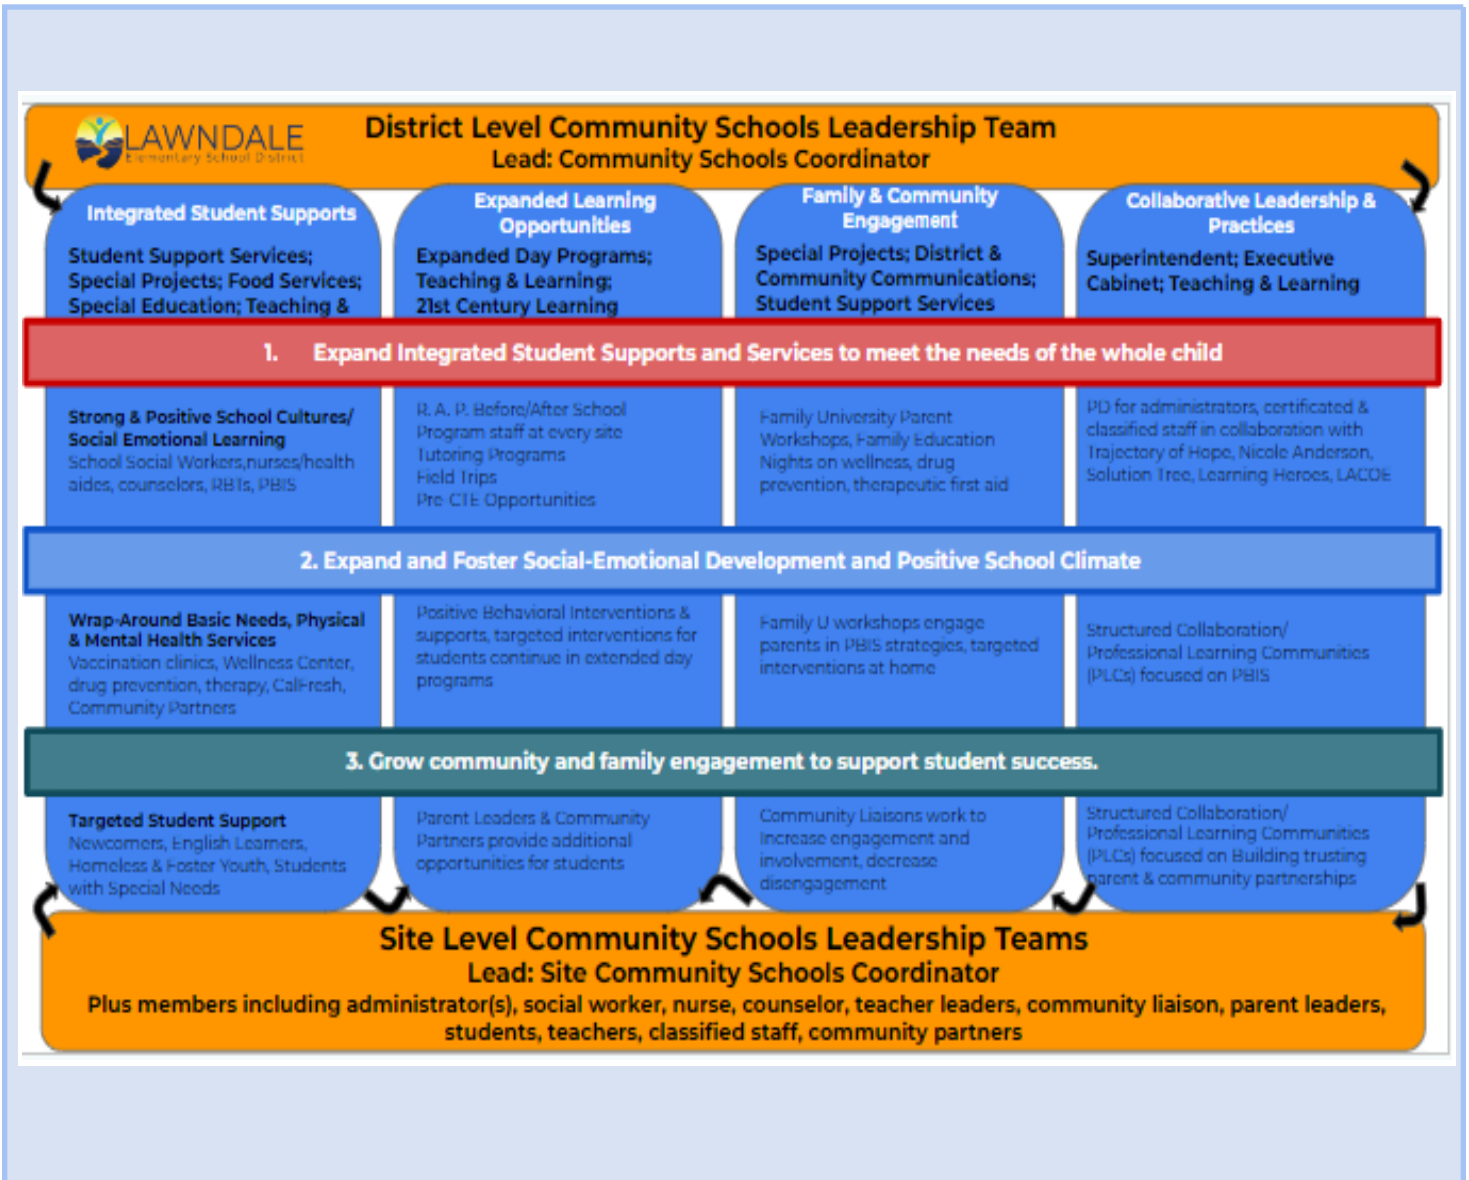 LAWNDALE
Elementary School District
District Level Community Schools Leadership Team
Lead: Community Schools Coordinator
Integrated Student Supports
Student Support Services;
Special Projects; Food Services;
Special Education; Teaching &
Expanded Learning
Opportunities
Expanded Day Programs;
Teaching & Learning;
21st Century Learning
Family & Community
Engagement
Special Projects; District &
Community Communications;
Student Support Services
Collaborative Leadership &
Practices
Superintendent; Executive
Cabinet; Teaching & Learning
1. Expand Integrated Student Supports and Services to meet the needs of the whole child
Strong & Positive School Cultures/
Social Emotional Learning
School Social Workers,nurses/health
aides, counselors, RBTs, PBIS
R. A. P. Before/After School
Program staff at every site
Tutoring Programs
Field Trips
Pre-CTE Opportunities
Family University Parent
Workshops, Family Education
Nights on wellness, drug
prevention, therapeutic first aid
PD for administrators, certificated &
classified staff in collaboration with
Trajectory of Hope, Nicole Anderson,
Solution Tree, Learning Heroes, LACOE
2. Expand and Foster Social-Emotional Development and Positive School Climate
Wrap-Around Basic Needs, Physical
& Mental Health Services
Vaccination clinics, Wellness Center,
drug prevention, therapy, CalFresh,
Community Partners
Positive Behavioral Interventions &
supports, targeted interventions for
students continue in extended day
programs
Family U workshops engage
parents in PBIS strategies, targeted
interventions at home
Structured Collaboration/
Professional Learning Communities
(PLCs) focused on PBIS
3. Grow community and family engagement to support student success.
Targeted Student Support
Newcomers, English Learners,
Homeless & Foster Youth, Students
with Special Needs
Parent Leaders & Community
Partners provide additional
opportunities for students
Community Liaisons work to
Increase engagement and
involvement, decrease
disengagement
Structured Collaboration/
Professional Learning Communities
(PLCs) focused on Building trusting
parent & community partnerships
Site Level Community Schools Leadership Teams
Lead: Site Community Schools Coordinator
Plus members including administrator(s), social worker, nurse, counselor, teacher leaders, community liaison, parent leaders,
students, teachers, classified staff, community partners